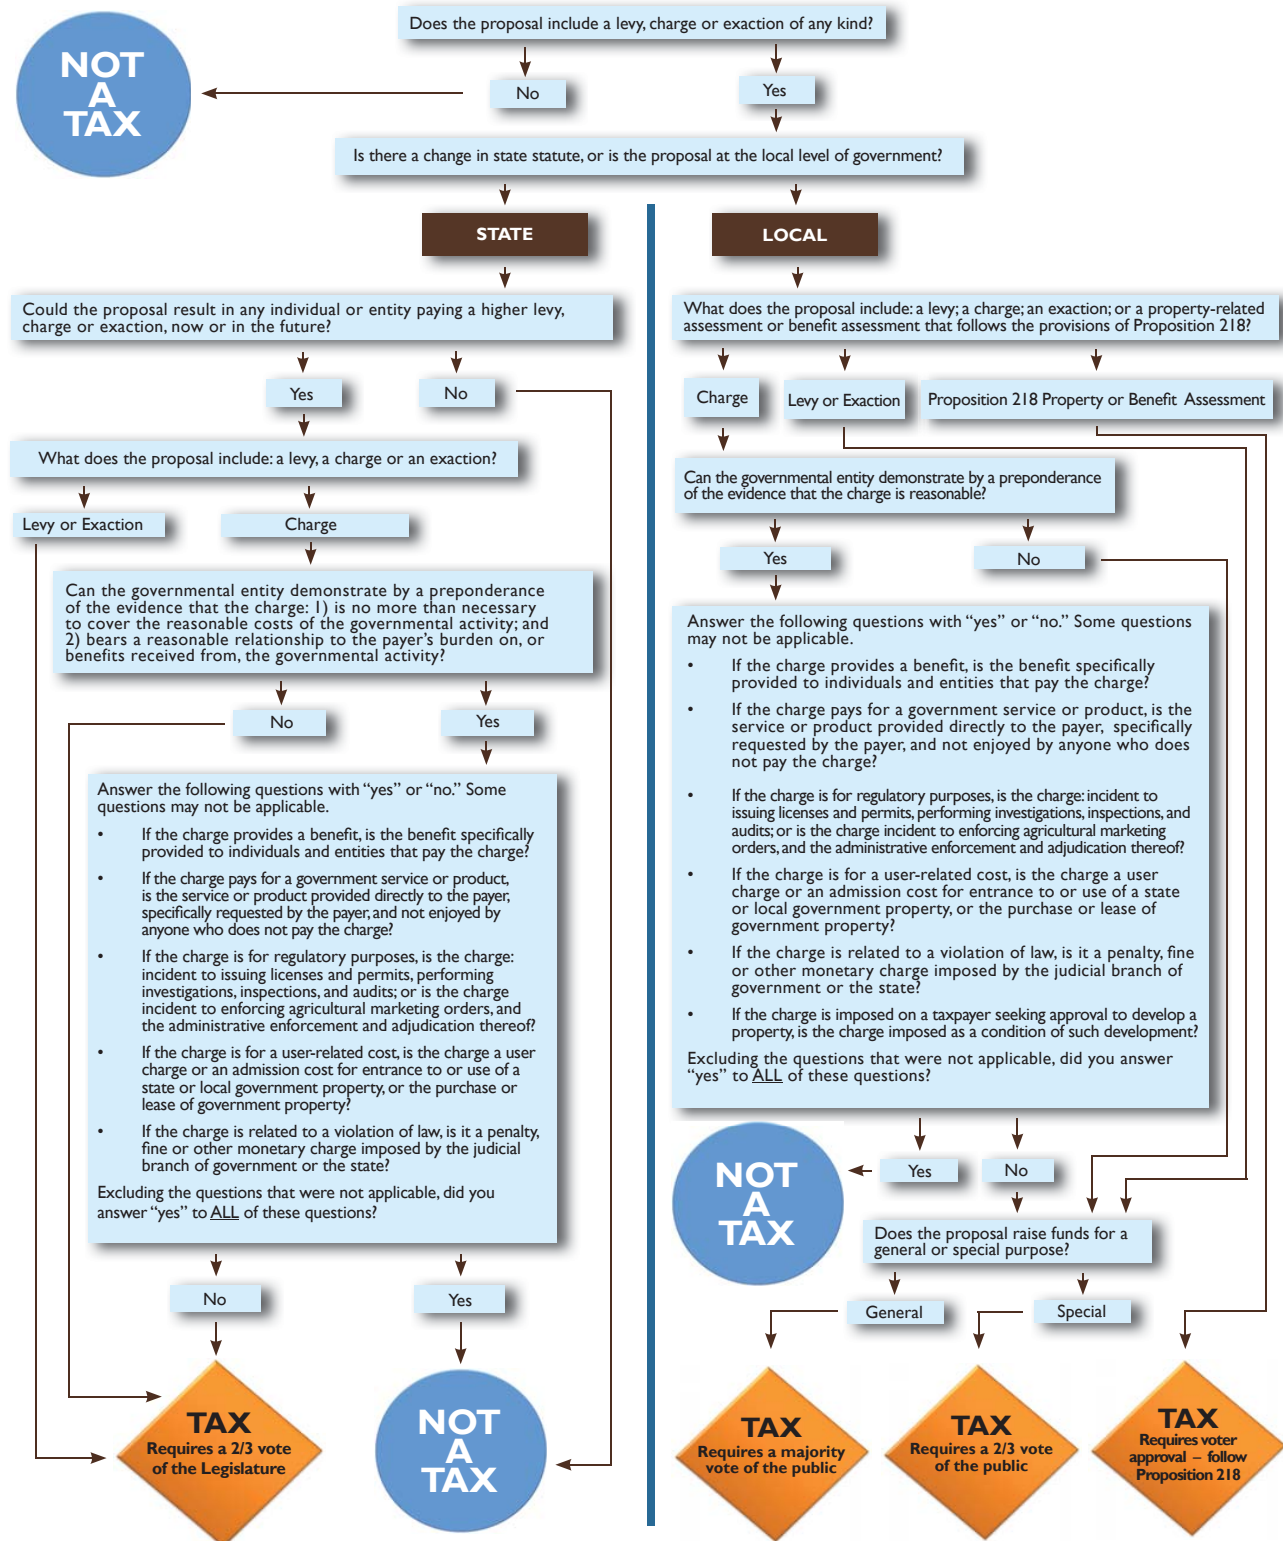 Does the proposal include a levy, charge or exaction of any kind?
NOT
A
TAX
No
Yes
Is there a change in state statute, or is the proposal at the local level of government?
STATE
Could the proposal result in any individual or entity paying a higher levy,
charge or exaction, now or in the future?
Yes
No
What does the proposal include: a levy, a charge or an exaction?
Levy or Exaction
Charge
Can the governmental entity demonstrate by a preponderance
of the evidence that the charge: 1) is no more than necessary
to cover the reasonable costs of the governmental activity; and
2) bears a reasonable relationship to the payer's burden on, or
benefits received from, the governmental activity?
No
Yes
Answer the following questions with “yes” or “no.” Some
questions may not be applicable.
• If the charge provides a benefit, is the benefit specifically
provided to individuals and entities that pay the charge?
• If the charge pays for a government service or product,
is the service or product provided directly to the payer,
specifically requested by the payer, and not enjoyed by
anyone who does not pay the charge?
• If the charge is for regulatory purposes, is the charge:
incident to issuing licenses and permits, performing
investigations, inspections, and audits; or is the charge
incident to enforcing agricultural marketing orders, and
the administrative enforcement and adjudication thereof?
• If the charge is for a user-related cost, is the charge a user
charge or an admission cost for entrance to or use of a
state or local government property, or the purchase or
lease of government property?
• If the charge is related to a violation of law, is it a penalty,
fine or other monetary charge imposed by the judicial
branch of government or the state?
Excluding the questions that were not applicable, did you
answer “yes” to ALL of these questions?
No
Yes
TAX
Requires a 2/3 vote
of the Legislature
NOT
A
TAX
LOCAL
What does the proposal include: a levy; a charge; an exaction; or a property-related
assessment or benefit assessment that follows the provisions of Proposition 218?
Charge
Levy or Exaction
Proposition 218 Property or Benefit Assessment
Can the governmental entity demonstrate by a preponderance
of the evidence that the charge is reasonable?
Yes
No
Answer the following questions with “yes” or “no.” Some questions
may not be applicable.
• If the charge provides a benefit, is the benefit specifically
provided to individuals and entities that pay the charge?
• If the charge pays for a government service or product, is the
service or product provided directly to the payer, specifically
requested by the payer, and not enjoyed by anyone who does
not pay the charge?
• If the charge is for regulatory purposes, is the charge: incident to
issuing licenses and permits, performing investigations, inspections, and
audits; or is the charge incident to enforcing agricultural marketing
orders, and the administrative enforcement and adjudication thereof?
• If the charge is for a user-related cost, is the charge a user
charge or an admission cost for entrance to or use of a state
or local government property, or the purchase or lease of
government property?
• If the charge is related to a violation of law, is it a penalty, fine
or other monetary charge imposed by the judicial branch of
government or the state?
• If the charge is imposed on a taxpayer seeking approval to develop a
property, is the charge imposed as a condition of such development?
Excluding the questions that were not applicable, did you answer
“yes” to ALL of these questions?
NOT
A
TAX
Yes
No
Does the proposal raise funds for a
general or special purpose?
General
Special
TAX
Requires a majority
vote of the public
TAX
Requires a 2/3 vote
of the public
TAX
Requires voter
approval – follow
Proposition 218